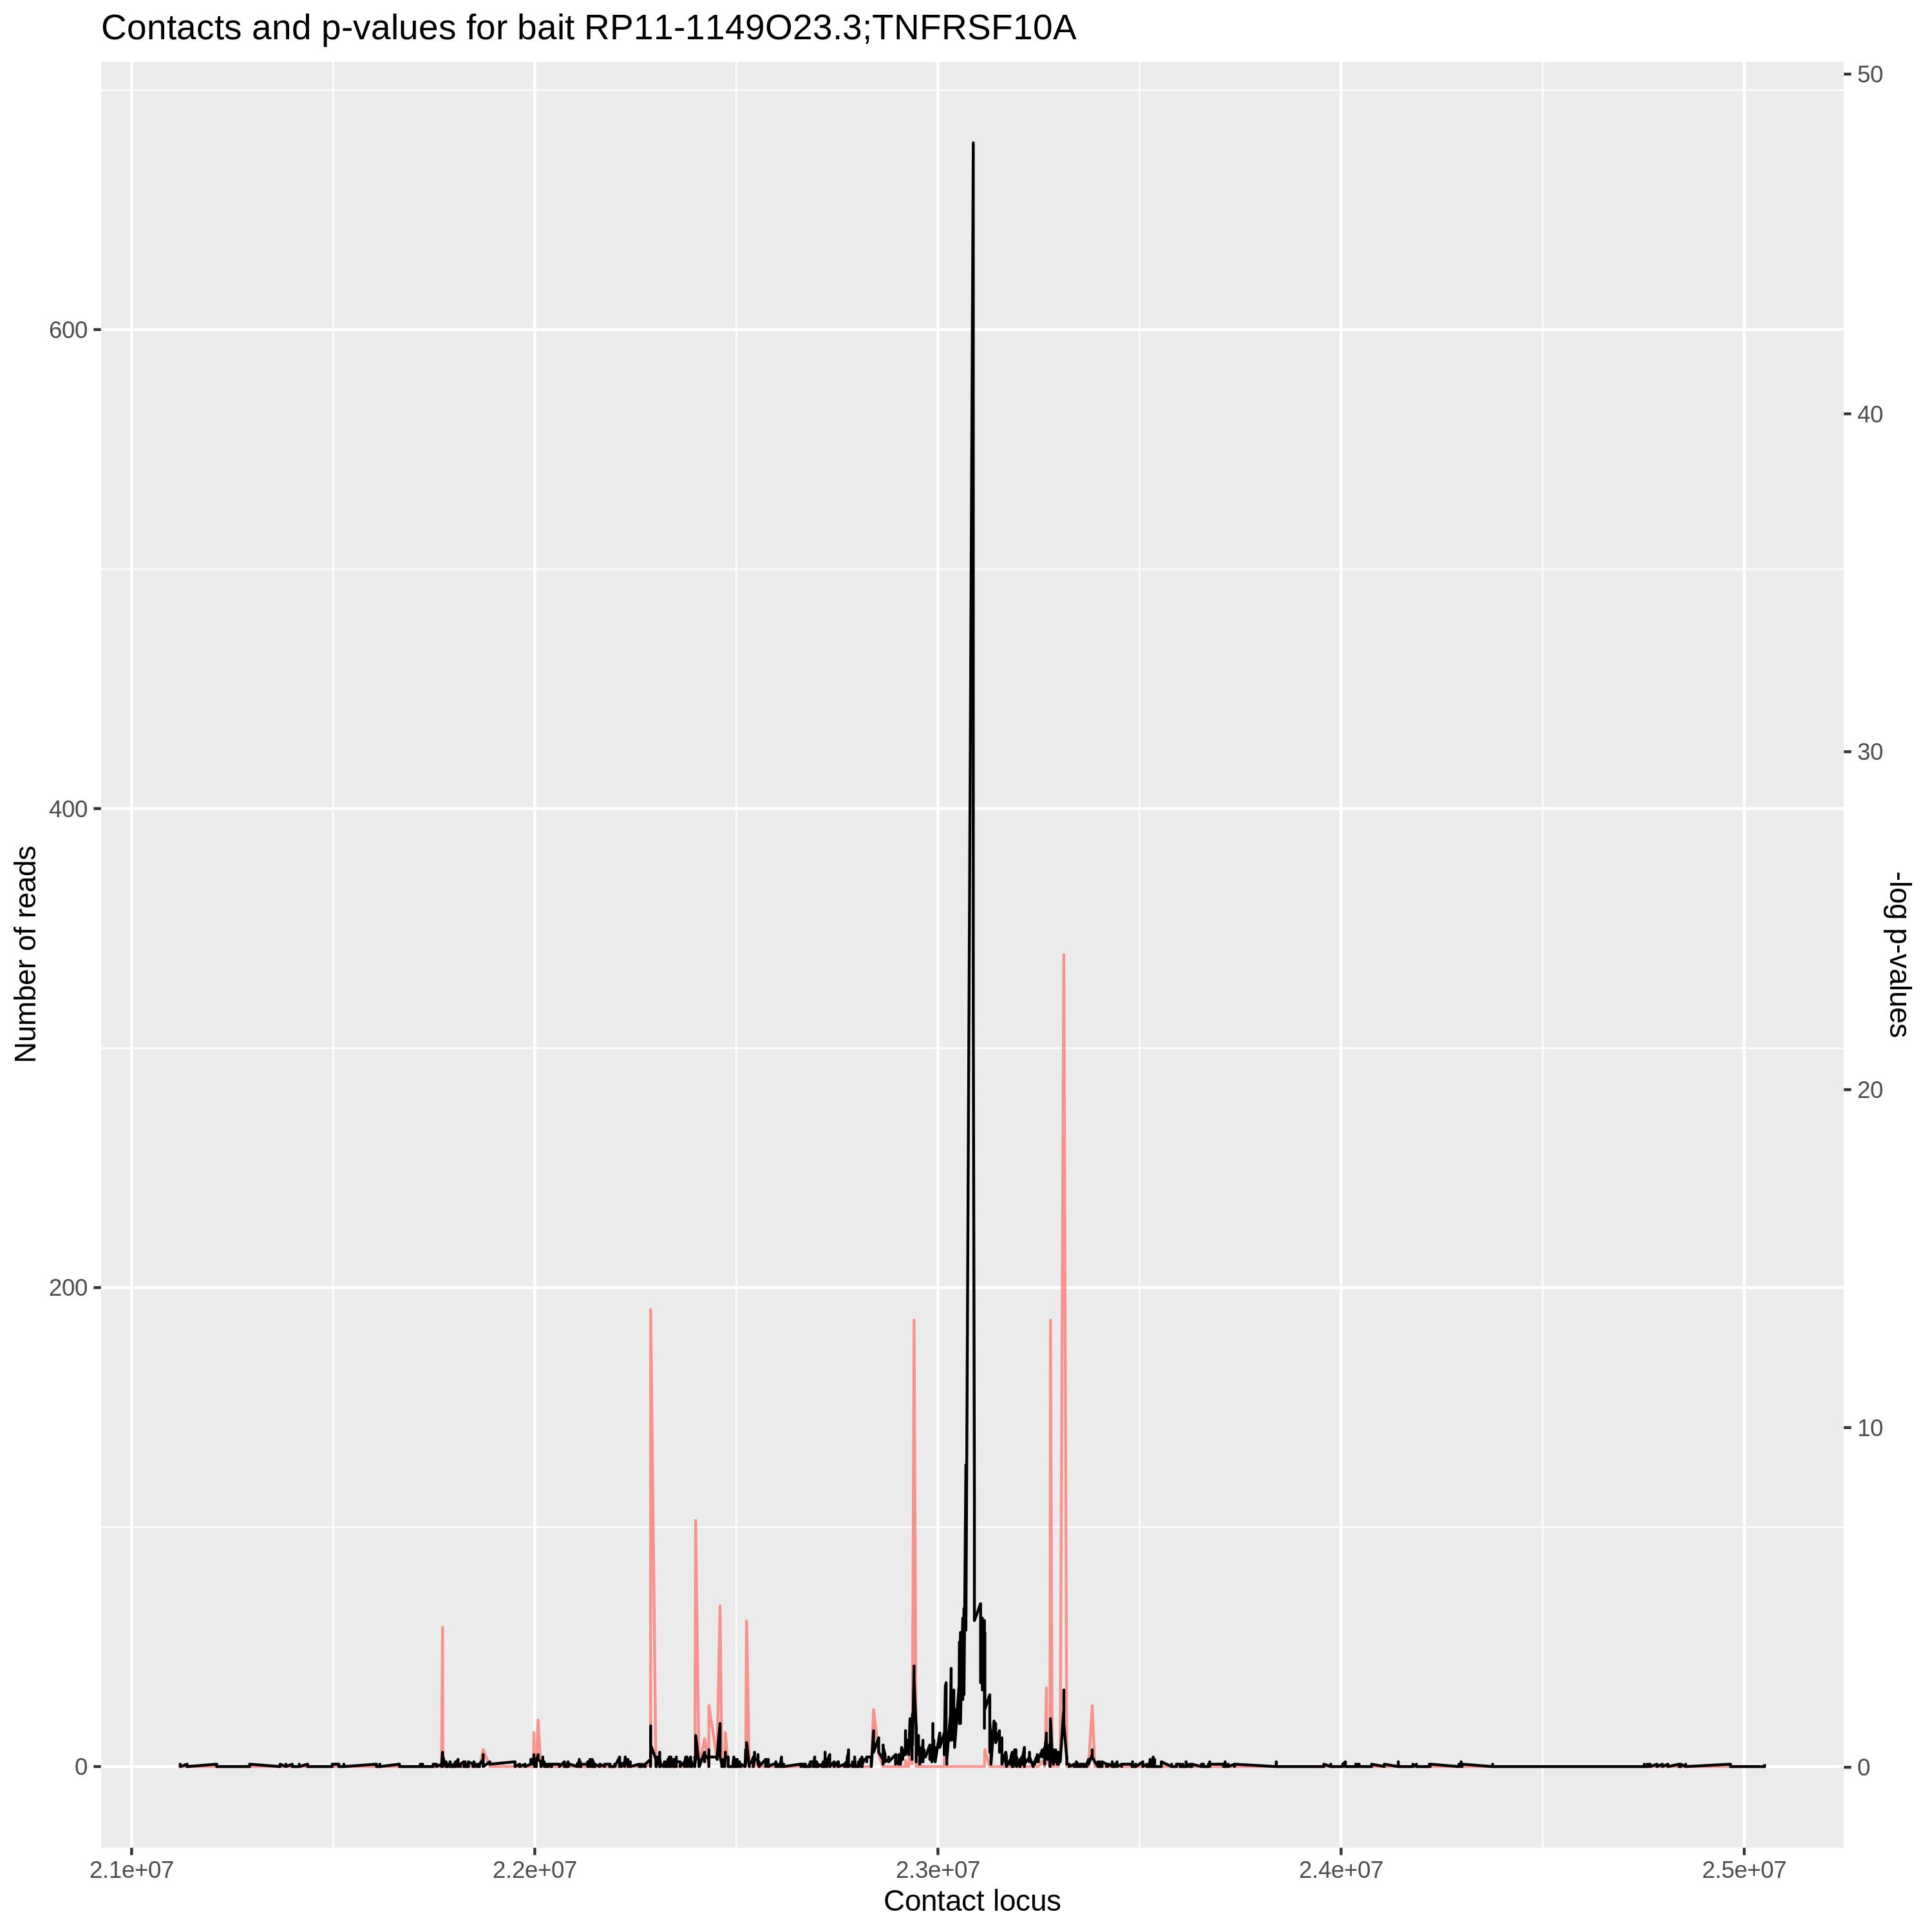 Contacts and p-values for bait RP11-1149O23.3;TNFRSF10A
Number of reads
600
400
200
0
50
40
30
20
10
0
-log p-values
2.1e+07
2.2e+07
2.3e+07
2.4e+07
2.5e+07
Contact locus